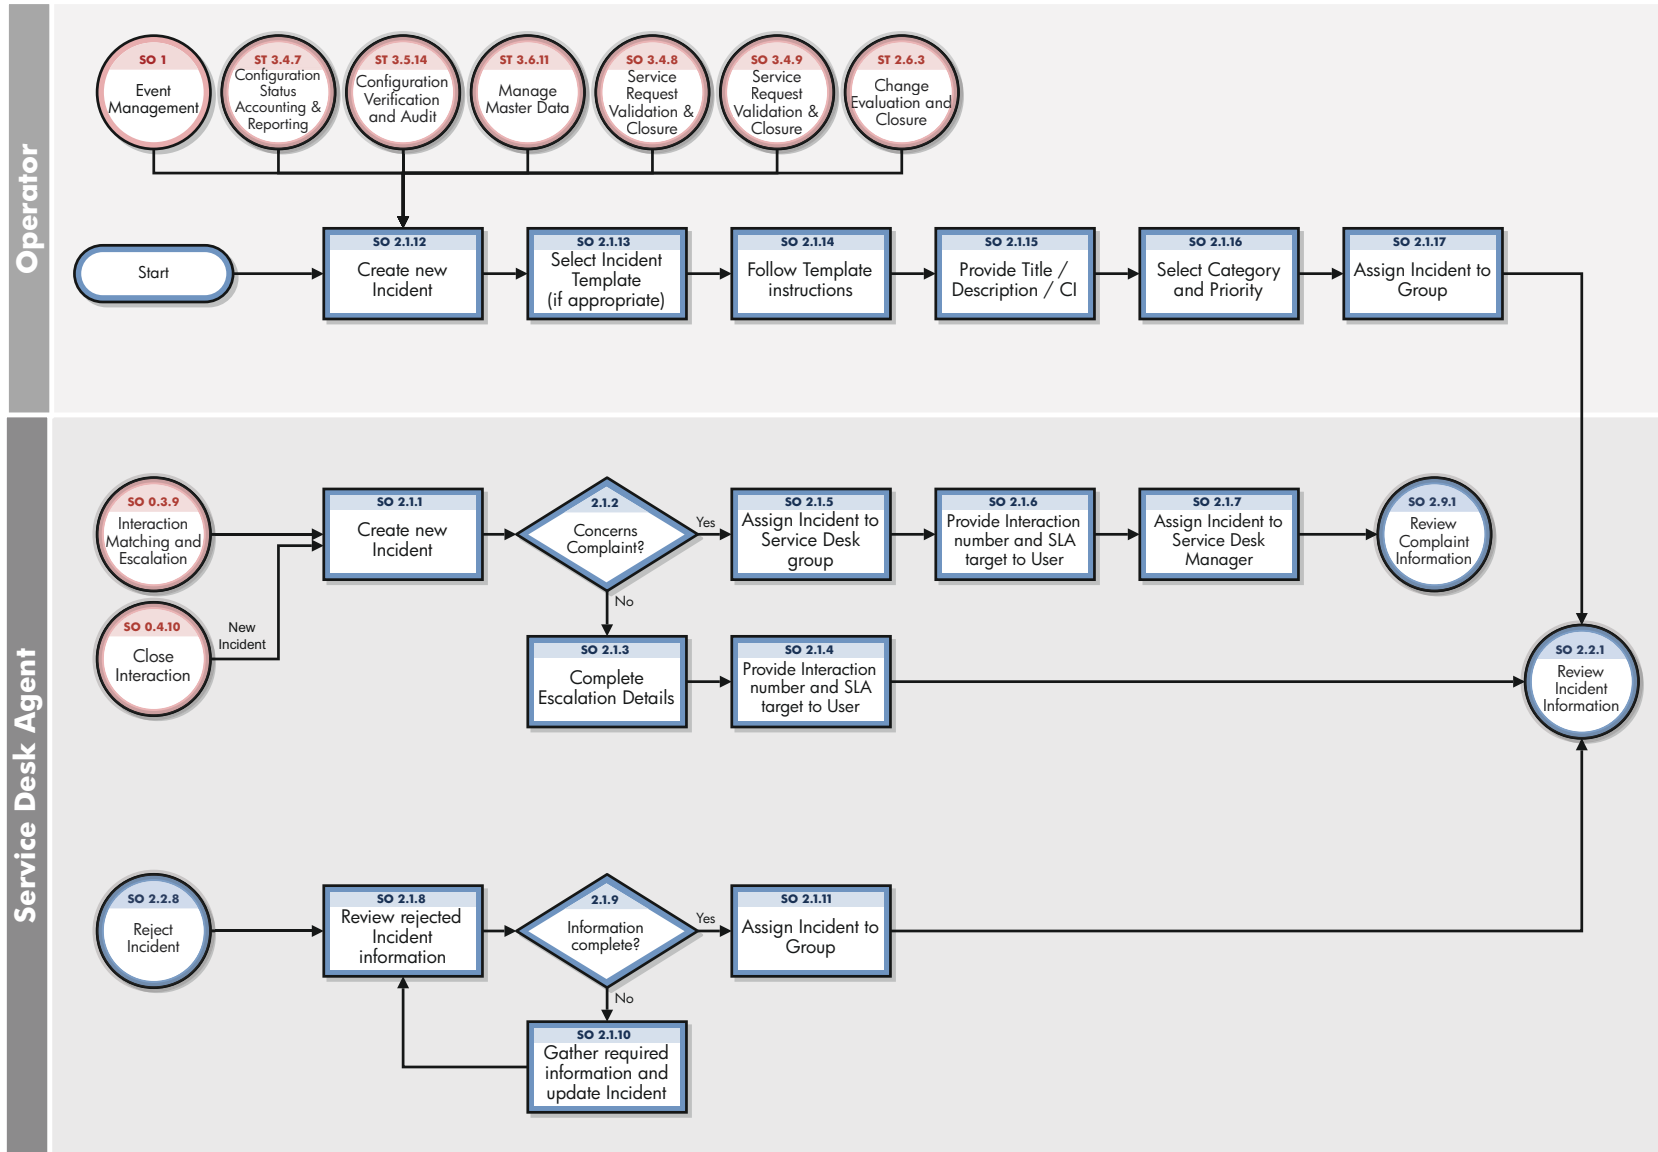 Operator
SO 1
Event
Management
ST 3.4.7
Configuration
Status
Accounting &
Reporting
ST 3.5.14
Configuration
Verification
and Audit
ST 3.6.11
Manage
Master Data
SO 3.4.8
Service
Request
Validation &
Closure
SO 3.4.9
Service
Request
Validation &
Closure
ST 2.6.3
Change
Evaluation and
Closure
Start
SO 2.1.12
Create new
Incident
SO 2.1.13
Select Incident
Template
(if appropriate)
SO 2.1.14
Follow Template
instructions
SO 2.1.15
Provide Title /
Description / CI
SO 2.1.16
Select Category
and Priority
SO 2.1.17
Assign Incident to
Group
Service Desk Agent
SO 0.3.9
Interaction
Matching and
Escalation
SO 2.1.1
Create new
Incident
2.1.2
Concerns
Complaint?
Yes
SO 2.1.5
Assign Incident to
Service Desk
group
SO 2.1.6
Provide Interaction
number and SLA
target to User
SO 2.1.7
Assign Incident to
Service Desk
Manager
SO 2.9.1
Review
Complaint
Information
No
SO 0.4.10
Close
Interaction
New
Incident
SO 2.1.3
Complete
Escalation Details
SO 2.1.4
Provide Interaction
number and SLA
target to User
SO 2.2.1
Review
Incident
Information
SO 2.2.8
Reject
Incident
SO 2.1.8
Review rejected
Incident
information
2.1.9
Information
complete?
Yes
SO 2.1.11
Assign Incident to
Group
No
SO 2.1.10
Gather required
information and
update Incident